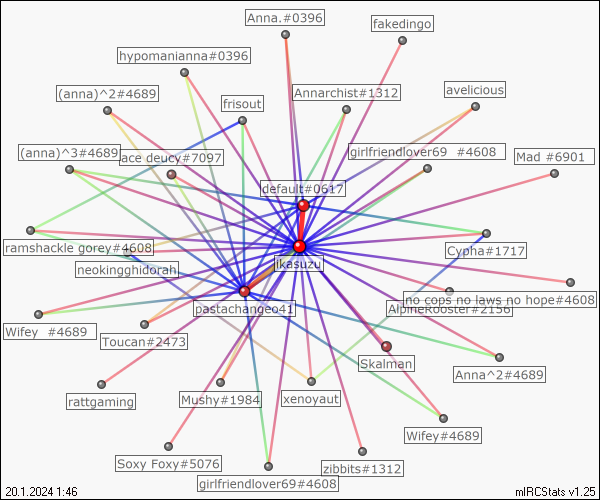 Anna.#0396
fakedingo
hypomanianna#0396
(anna)^2#4689
Annarchist#1312
avelicious
frisout
(anna)^3#4689
ace deucy#7097
girlfriendlover69 #4608
Mad #6901
default#0617
ramshackle gorey#4608
Cypha#1717
neokingghidorah
ikasuzu
no cops no laws no hope#4608
pastachangeo41
AlpineRooster#2156
Wifey #4689
Toucan#2473
Skalman
Anna^2#4689
rattgaming
Mushy#1984
xenoyaut
Wifey#4689
Soxy Foxy#5076
zibbits#1312
girlfriendlover69#4608
20.1.2024 1:46
mIRCStats v1.25